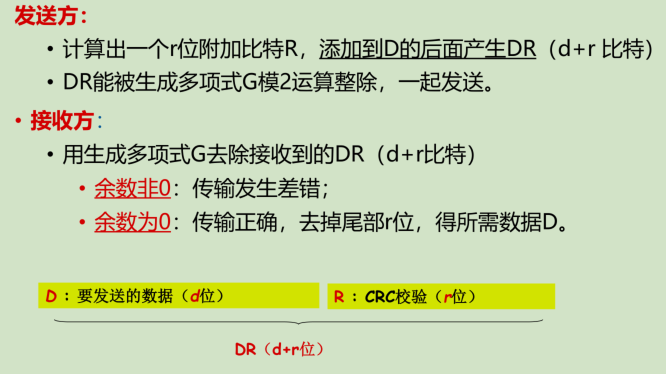 发送方：
• 计算出一个r位附加比特R，添加到D的后面产生DR（d+r 比特）
• DR能被生成多项式G模2运算整除，一起发送。
• 接收方：
• 用生成多项式G去除接收到的DR（d+r比特）
• 余数非0：传输发生差错；
• 余数为0：传输正确，去掉尾部r位，得所需数据D。
D ：要发送的数据（d位） R ：CRC校验（r位）
DR（d+r位）